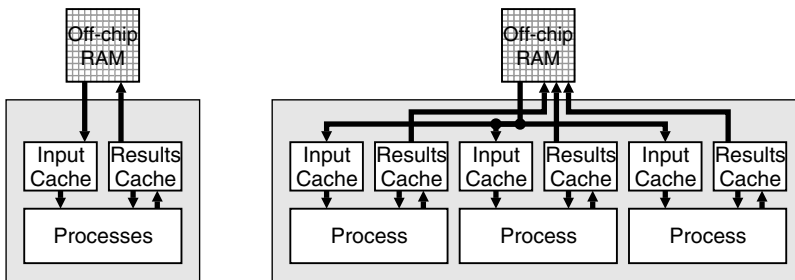 Off-chip
RAM
Input
Cache
Results
Cache
Processes
Off-chip
RAM
Input
Cache
Results
Cache
Input
Cache
Results
Cache
Input
Cache
Results
Cache
Process
Process
Process